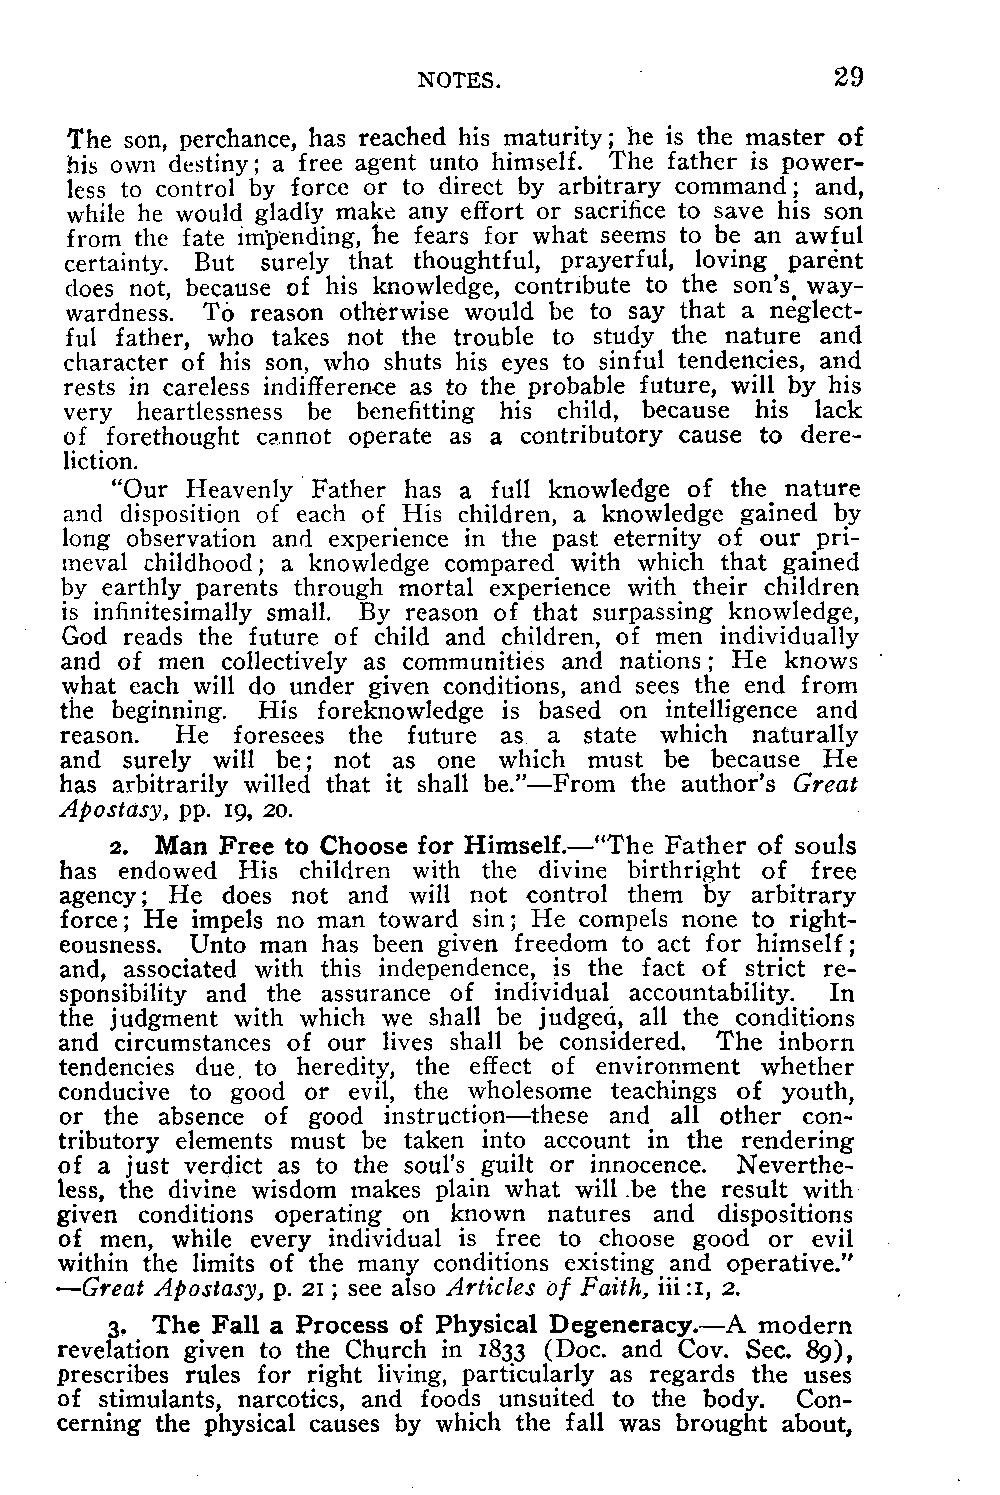 NOTES. 29
The son, perchance, has reached his maturity; he is the master of
his own destiny; a free agent unto himself. The father is power-
less to control by force or to direct by arbitrary command; and,
while he would gladly make any effort or sacrifice to save his son
from the fate impending, he fears for what seems to be an awful
certainty. But surely that thoughtful, prayerful, loving parent
does not, because of his knowledge, contribute to the son's way-
wardness. To reason otherwise would be to say that a neglect-
ful father, who takes not the trouble to study the nature and
character of his son, who shuts his eyes to sinful tendencies, and
rests in careless indifference as to the probable future, will by his
very heartlessness be benefitting his child, because his lack
of forethought cannot operate as a contributory cause to dere-
liction.
"Our Heavenly Father has a full knowledge of the nature
and disposition of each of His children, a knowledge gained by
long observation and experience in the past eternity of our pri-
meval childhood; a knowledge compared with which that gained
by earthly parents through mortal experience with their children
is infinitesimally small. By reason of that surpassing knowledge,
God reads the future of child and children, of men individually
and of men collectively as communities and nations; He knows
what each will do under given conditions, and sees the end from
the beginning. His foreknowledge is based on intelligence and
reason. He foresees the future as a state which naturally
and surely will be; not as one which must be because He
has arbitrarily willed that it shall be."—From the author's Great
Apostasy, pp. 19, 20.
2. Man Free to Choose for Himself.—"The Father of souls
has endowed His children with the divine birthright of free
agency; He does not and will not control them by arbitrary
force; He impels no man toward sin; He compels none to right-
eousness. Unto man has been given freedom to act for himself;
and, associated with this independence, is the fact of strict re-
sponsibility and the assurance of individual accountability. In
the judgment with which we shall be judged, all the conditions
and circumstances of our lives shall be considered. The inborn
tendencies due to heredity, the effect of environment whether
conducive to good or evil, the wholesome teachings of youth,
or the absence of good instruction—these and all other con-
tributory elements must be taken into account in the rendering
of a just verdict as to the soul's guilt or innocence. Neverthe-
less, the divine wisdom makes plain what will be the result with
given conditions operating on known natures and dispositions
of men, while every individual is free to choose good or evil
within the limits of the many conditions existing and operative."
—Great Apostasy, p. 21; see also Articles of Faith, iii:1, 2.
3. The Fall a Process of Physical Degeneracy.—A modern
revelation given to the Church in 1833 (Doc. and Cov. Sec. 89),
prescribes rules for right living, particularly as regards the uses
of stimulants, narcotics, and foods unsuited to the body. Con-
cerning the physical causes by which the fall was brought about,